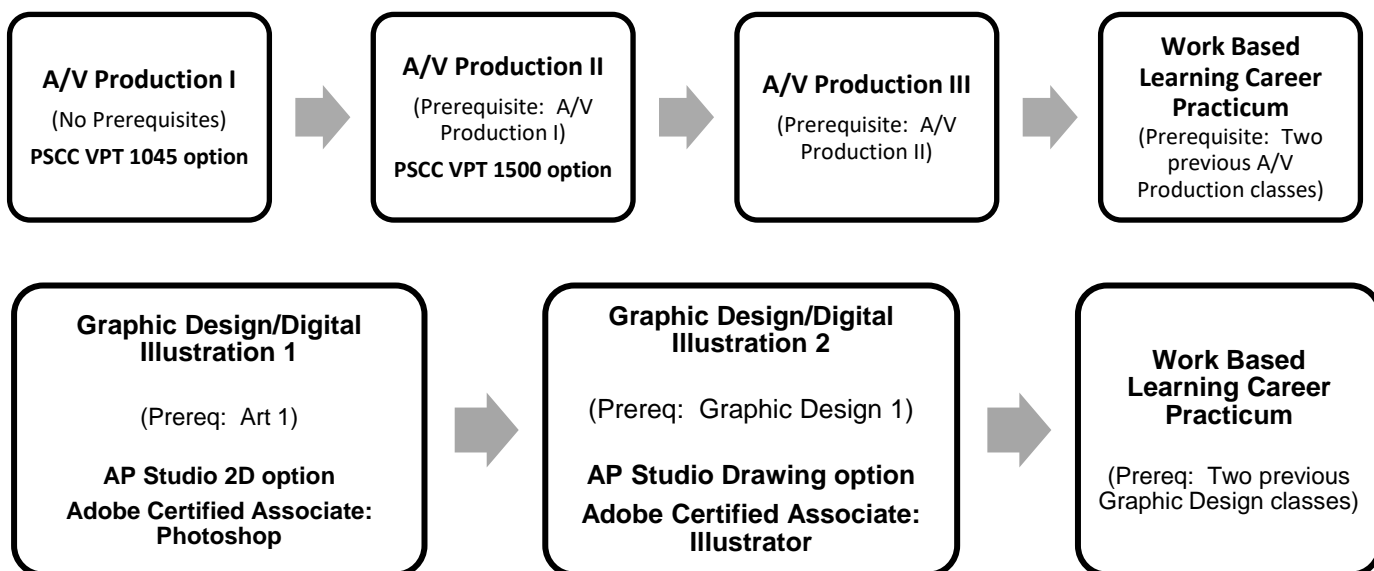 A/V Production I
(No Prerequisites)
PSCC VPT 1045 option
A/V Production II
(Prerequisite: A/V
Production I)
PSCC VPT 1500 option
A/V Production III
(Prerequisite: A/V
Production II)
Work Based
Learning Career
Practicum
(Prerequisite: Two
previous A/V
Production classes)
Graphic Design/Digital
Illustration 1
(Prereq: Art 1)
AP Studio 2D option
Adobe Certified Associate:
Photoshop
Graphic Design/Digital
Illustration 2
(Prereq: Graphic Design 1)
AP Studio Drawing option
Adobe Certified Associate:
Illustrator
Work Based
Learning Career
Practicum
(Prereq: Two previous
Graphic Design classes)